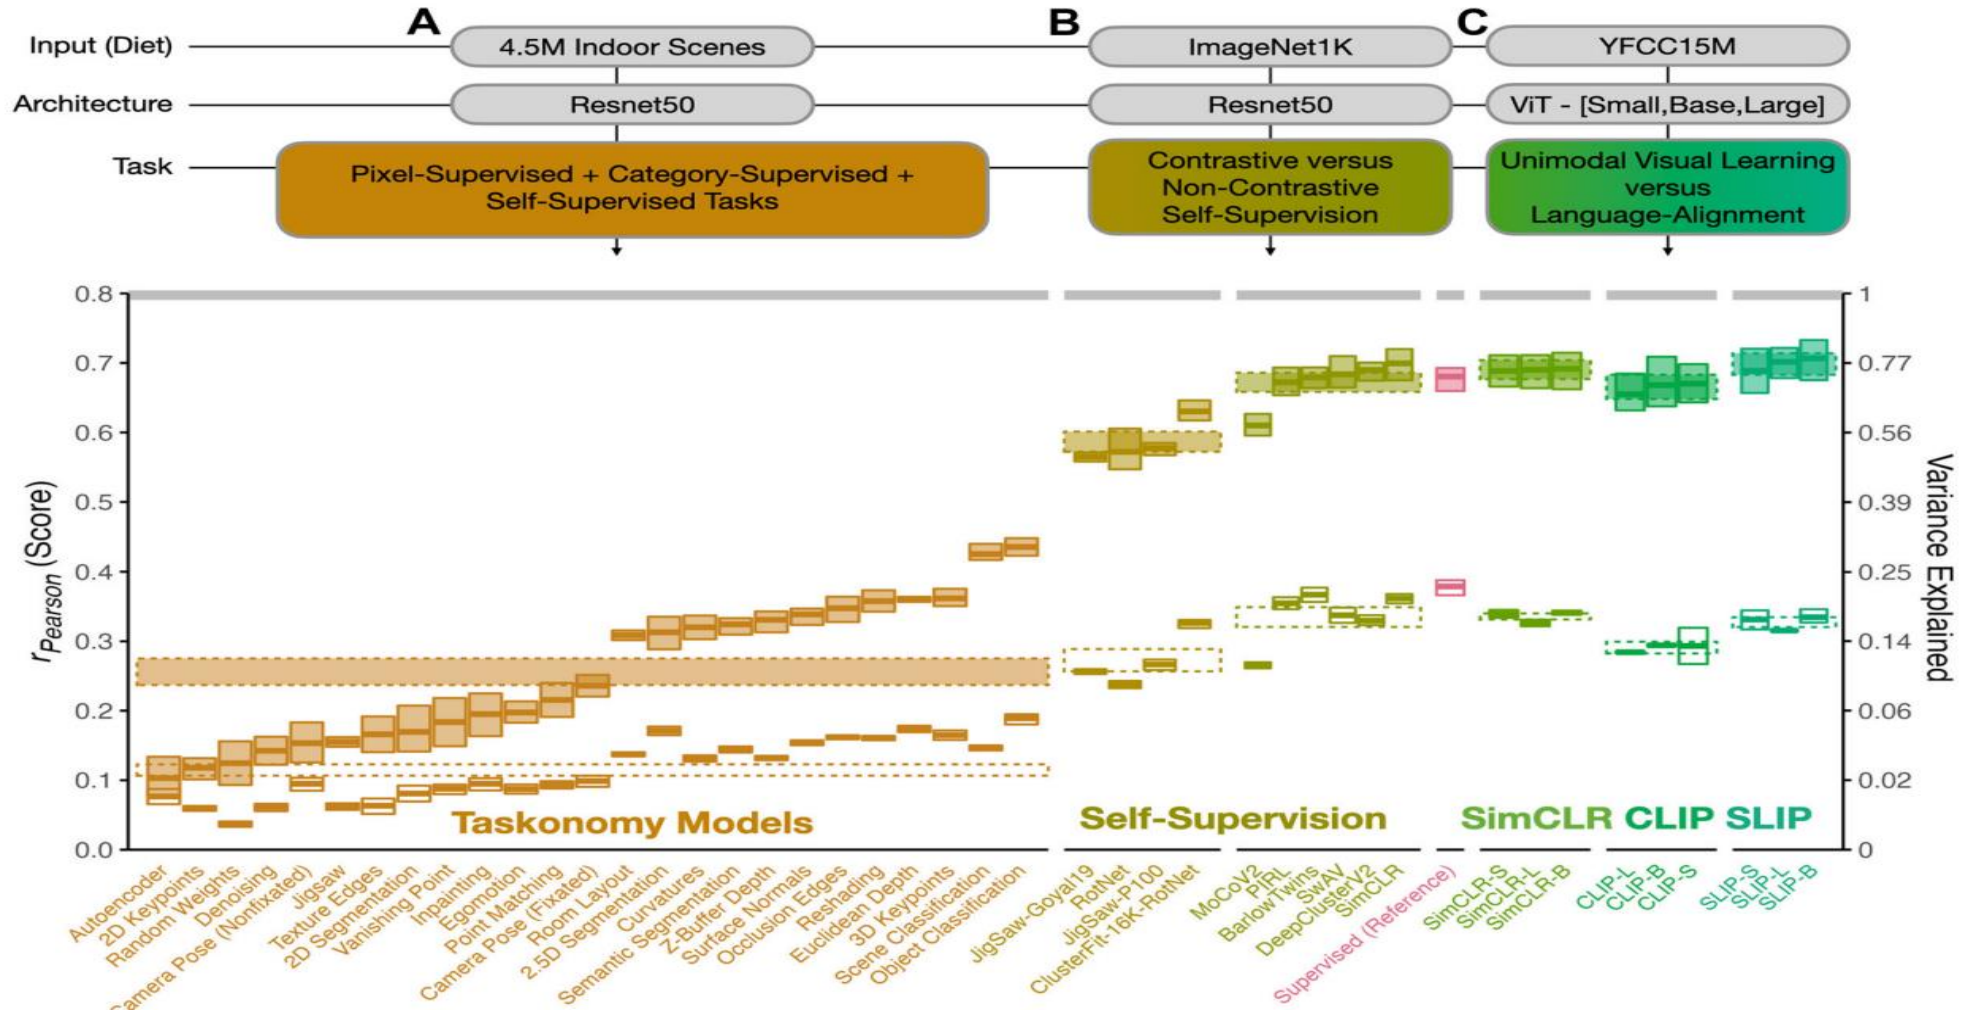 A
B
C
Input (Diet)
4.5M Indoor Scenes
ImageNet1K
YFCC15M
Architecture
Resnet50
Resnet50
ViT - [Small,Base,Large]
Task
Pixel-Supervised + Category-Supervised +
Self-Supervised Tasks
Contrastive versus
Non-Contrastive
Self-Supervision
Unimodal Visual Learning
versus
Language-Alignment
rPearson (Score)
0.8
0.7
0.6
0.5
0.4
0.3
0.2
0.1
0.0
1
0.77
0.56
0.39
0.25
0.14
0.06
0.02
0
Variance Explained
Taskonomy Models
Self-Supervision
SimCLR CLIP SLIP
Autoencoder
2D Keypoints
Random Weights
Denoising
Camera Pose (Nonfixated)
Jigsaw
Texture Edges
2D Segmentation
Vanishing Point
Inpainting
Egomotion
Point Matching
Camera Pose (Fixated)
Room Layout
2.5D Segmentation
Curvatures
Semantic Segmentation
Z-Buffer Depth
Surface Normals
Occlusion Edges
Reshading
Euclidean Depth
3D Keypoints
Scene Classification
Object Classification
JigSaw-Goyal19
RotNet
JigSaw-P100
ClusterFit-16K-RotNet
MoCoV2
PIRL
BarlowTwins
SwAV
DeepClusterV2
SimCLR
Supervised (Reference)
SimCLR-S
SimCLR-L
SimCLR-B
CLIP-L
CLIP-B
CLIP-S
SLIP-S
SLIP-L
SLIP-B